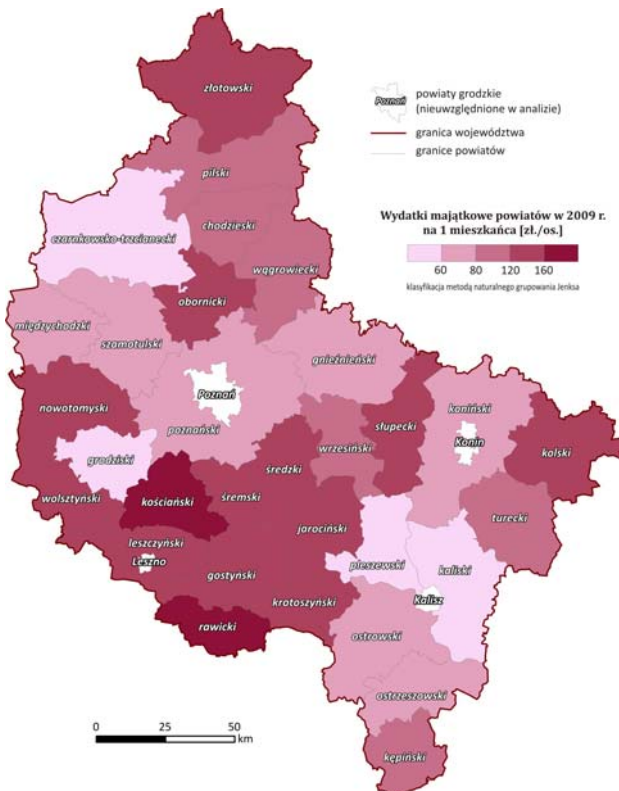 złotowski
Poznań
powiaty grodzkie
(nieuwzględnione w analizie)
granica województwa
granice powiatów
pilski
Wydatki majątkowe powiatów w 2009 r.
na 1 mieszkańca [zł./os.]
60 80 120 160
klasyfikacja metodą naturalnego grupowania Jenksa
chodzieski
czarnkowsko-trzcianecki
wągrowiecki
obornicki
międzychodzki
szamotulski
gnieźnieński
Poznań
nowotomyski
poznański
słupecki
koniński
Konin
kolski
wrzesiński
grodziski
średzki
wolsztyński
kościański
śremski
turecki
jarociński
leszczyński
Leszno
pleszewski
kaliski
gostyński
Kalisz
krotoszyński
rawicki
ostrowski
ostrzeszowski
0 25 50
km
kępiński